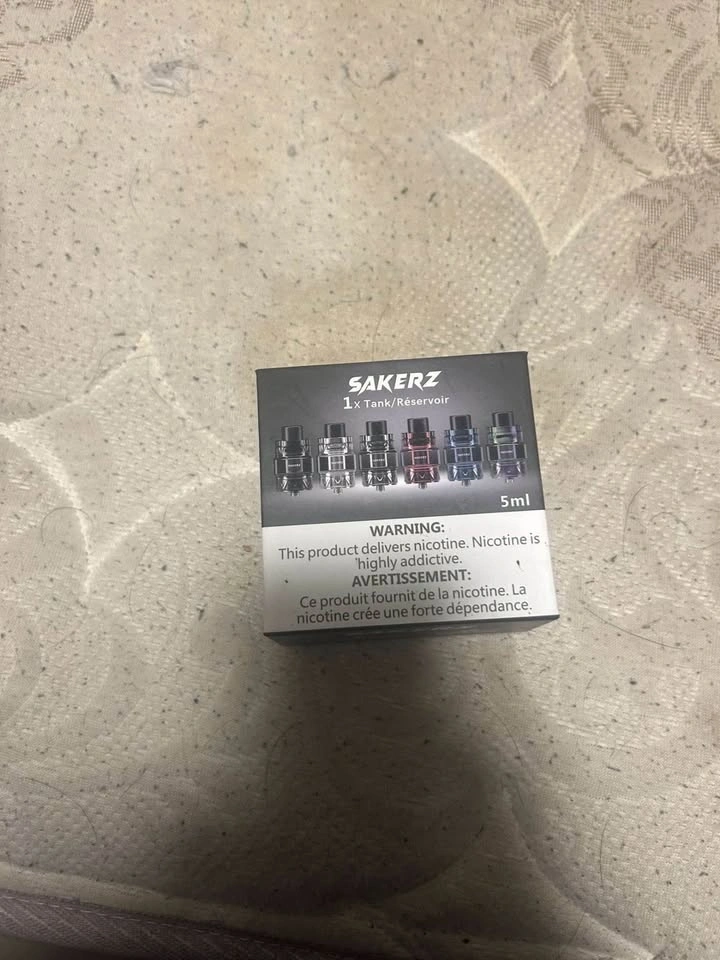 SAKERZ
1x Tank/Réservoir
5ml
WARNING:
This product delivers nicotine. Nicotine is
highly addictive.
AVERTISSEMENT:
Ce produit fournit de la nicotine. La
nicotine crée une forte dépendance.